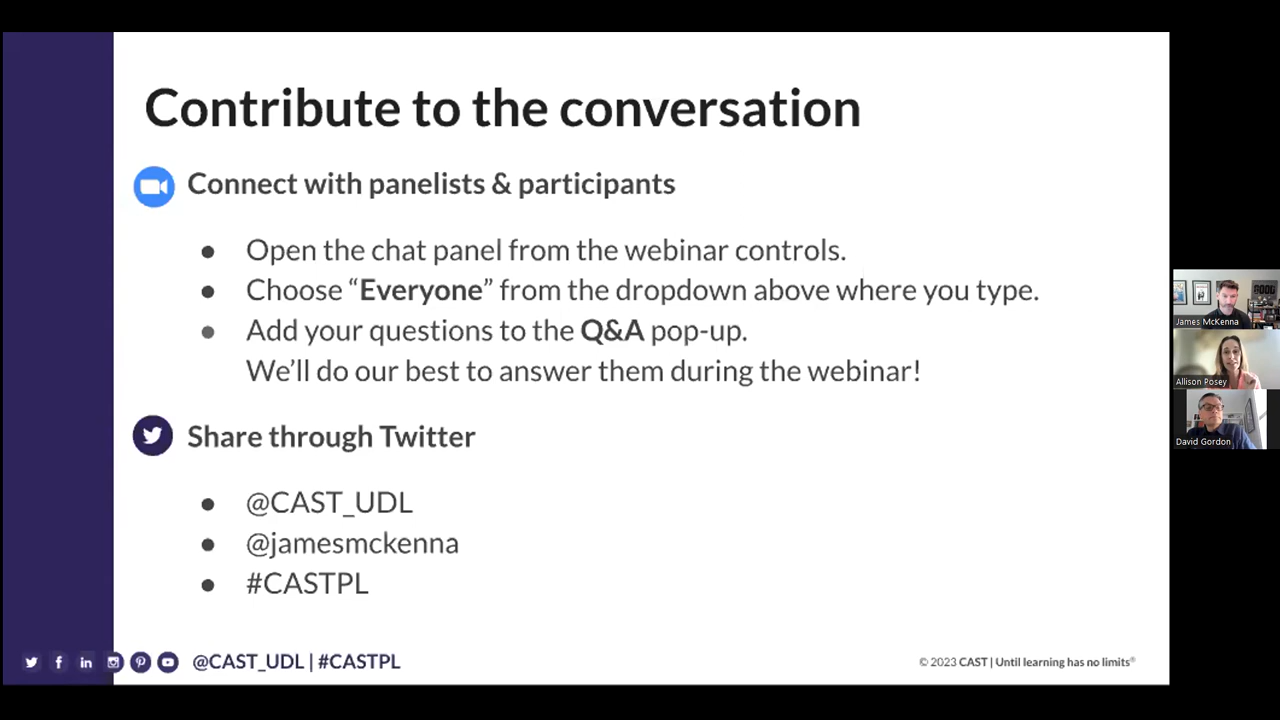 Contribute to the conversation
Connect with panelists & participants
● Open the chat panel from the webinar controls.
● Choose “Everyone” from the dropdown above where you type.
● Add your questions to the Q&A pop-up.
We’ll do our best to answer them during the webinar!
Share through Twitter
● @CAST_UDL
● @jamesmckenna
● #CASTPL
@CAST_UDL | #CASTPL
© 2023 CAST | Until learning has no limits®
GOOD
James McKenna
Allison Posey
David Gordon